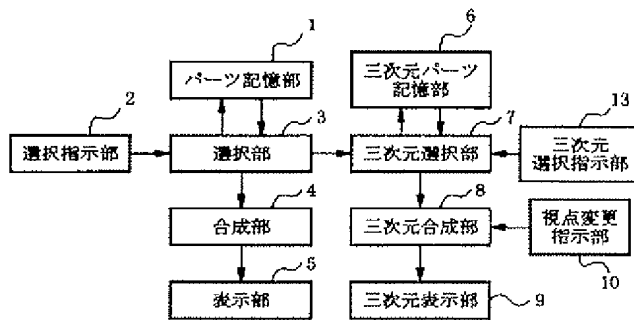 1
6
パーツ記憶部
三次元パーツ
記憶部
2
3
7
13
選択指示部
選択部
三次元選択部
三次元
選択指示部
4
8
合成部
三次元合成部
視点変更
指示部
5
10
表示部
三次元表示部
9